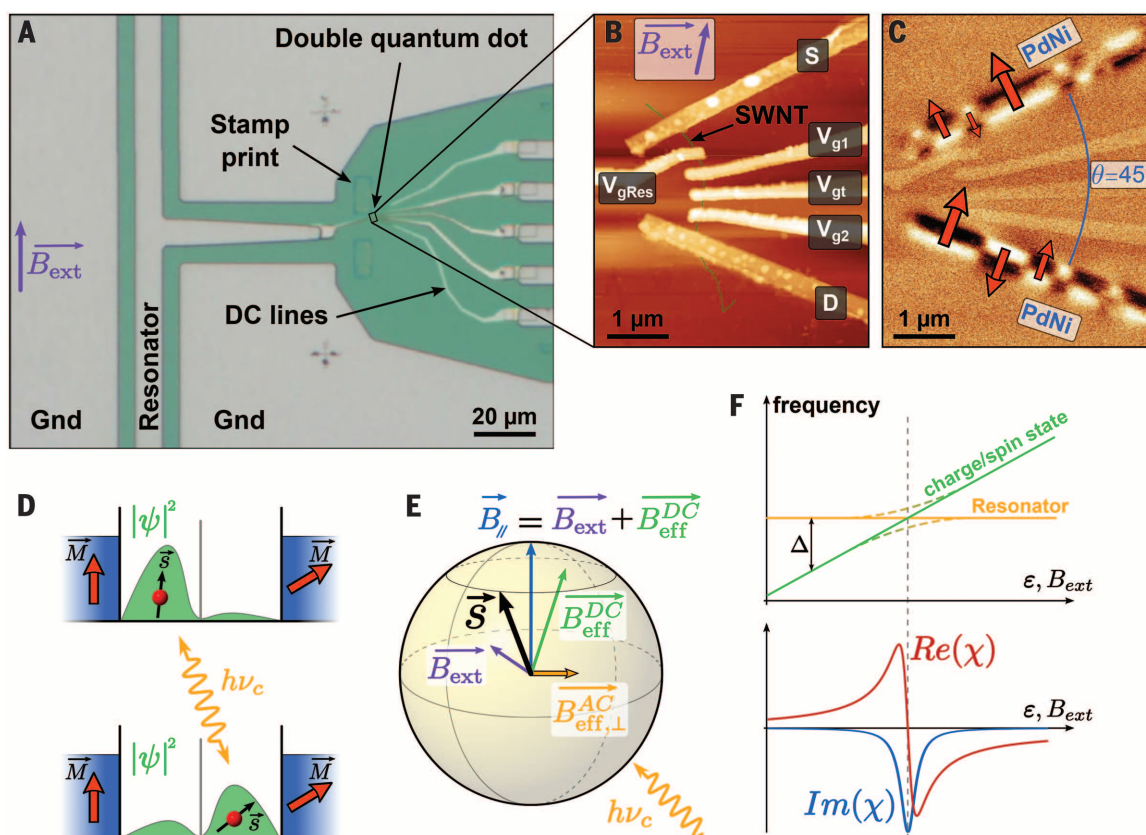 A
Double quantum dot
Stamp print
B_ext
DC lines
Gnd
Resonator
Gnd
20 μm
B
B_ext
S
SWNT
V_g1
V_gRes
V_gt
V_g2
D
1 μm
C
PdNi
θ=45
PdNi
1 μm
D
|ψ|²
M
s
M
hν_c
|ψ|²
M
s
M
E
B_// = B_ext + B_eff^DC
S
B_eff^DC
B_ext
B_eff,⊥^AC
hν_c
F
frequency
charge/spin state
Resonator
Δ
ε, B_ext
Re(χ)
ε, B_ext
Im(χ)